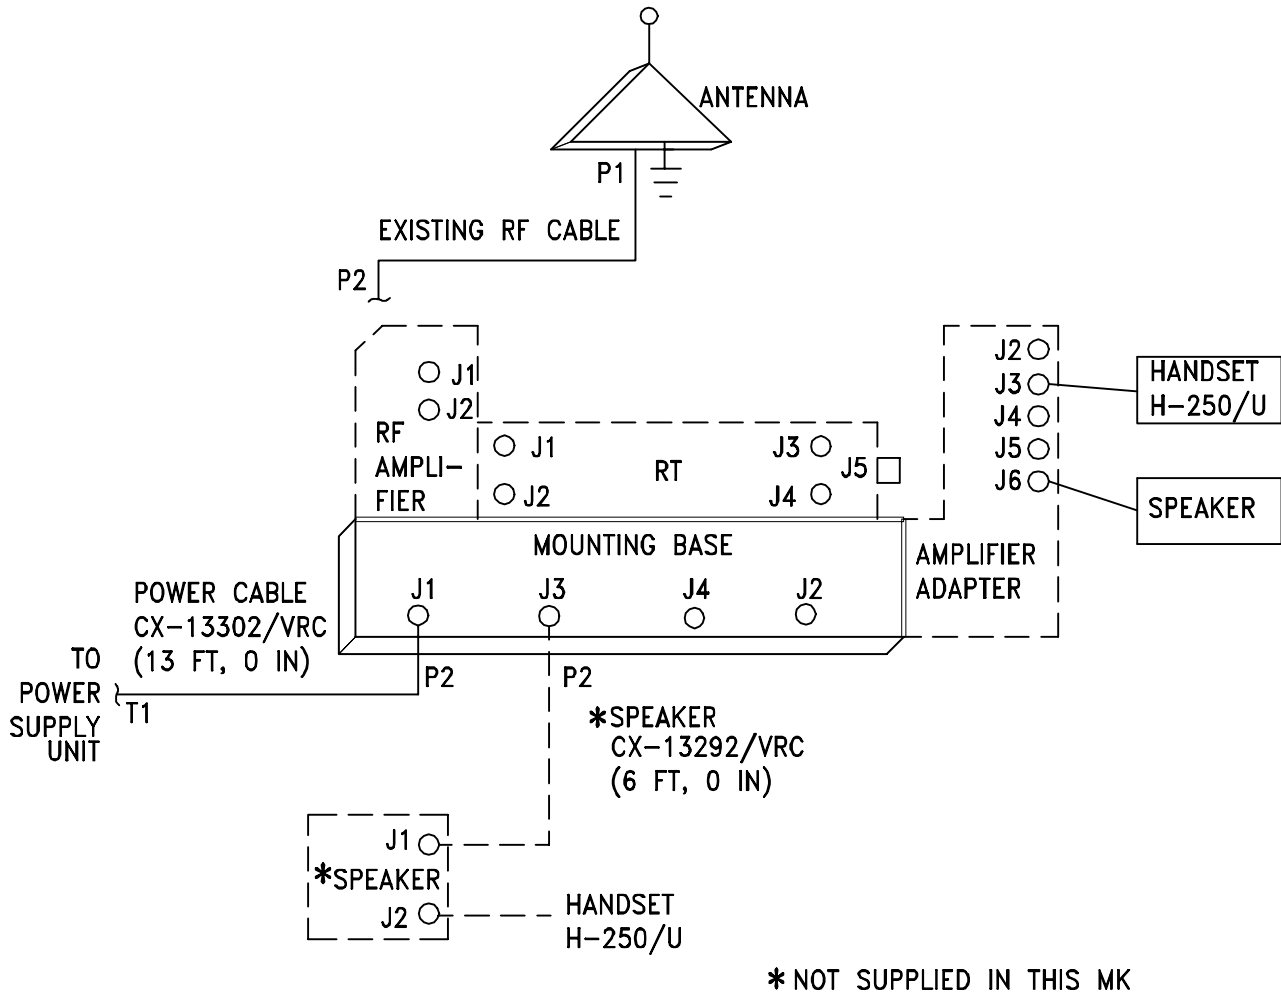 ANTENNA
P1
EXISTING RF CABLE
P2
J1
J2
RF
AMPLI-
FIER
J1
J2
RT
J3
J4
J5
J2
J3
J4
J5
J6
HANDSET
H-250/U
SPEAKER
AMPLIFIER
ADAPTER
MOUNTING BASE
J1
J3
J4
J2
POWER CABLE
CX-13302/VRC
(13 FT, 0 IN)
TO
POWER
SUPPLY
UNIT
T1
P2
P2
*SPEAKER
CX-13292/VRC
(6 FT, 0 IN)
J1
*SPEAKER
J2
HANDSET
H-250/U
* NOT SUPPLIED IN THIS MK